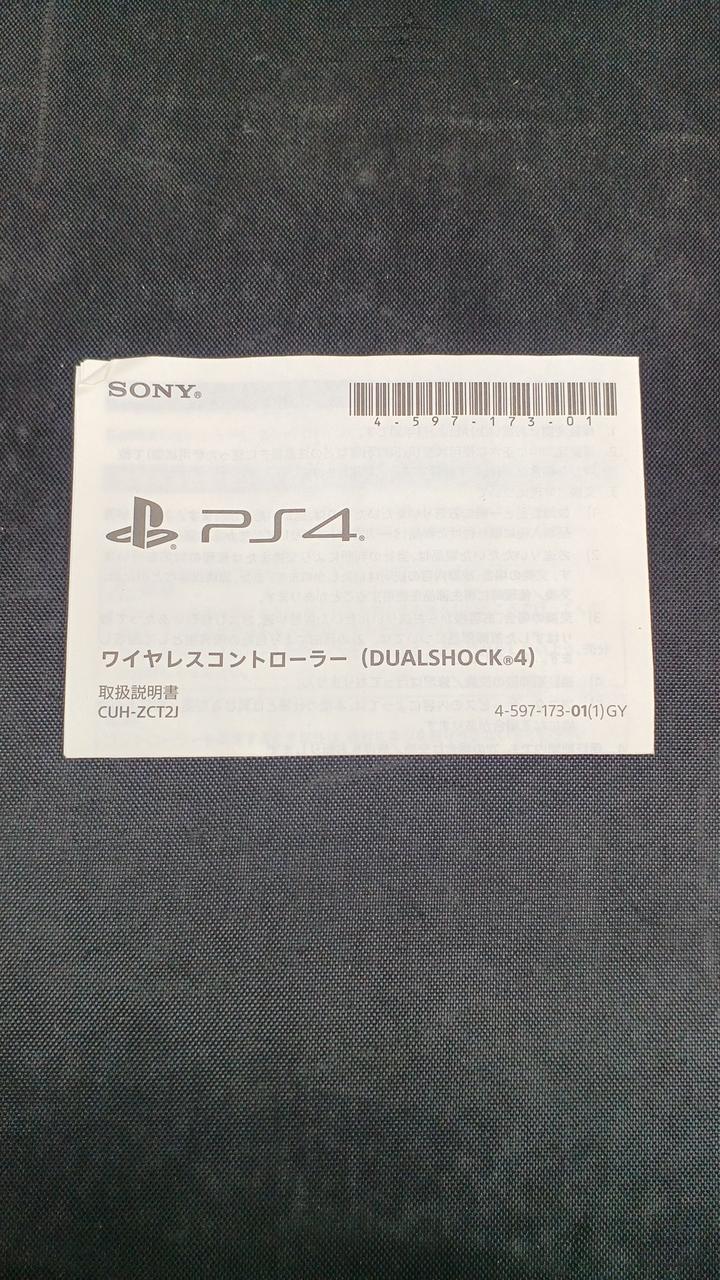 SONY®
4-597-173-01
PS4®
ワイヤレスコントローラー（DUALSHOCK®4）
取扱説明書
CUH-ZCT2J 4-597-173-01(1)GY